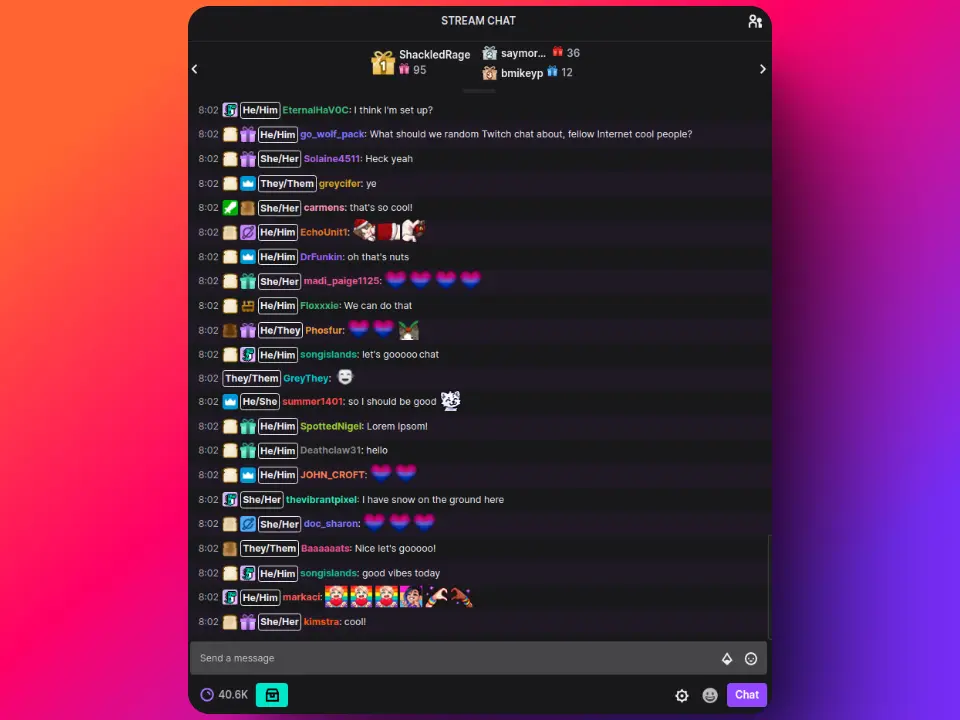 STREAM CHAT
1 ShackledRage 95
2 saymor... 36
3 bmikeyp 12
8:02 He/Him EternalHaV0C: I think I'm set up?
8:02 He/Him go_wolf_pack: What should we random Twitch chat about, fellow Internet cool people?
8:02 She/Her Solaine4511: Heck yeah
8:02 They/Them greycifer: ye
8:02 She/Her carmens: that's so cool!
8:02 He/Him EchoUnit1:
8:02 He/Him DrFunkin: oh that's nuts
8:02 She/Her madi_paige1125:
8:02 He/Him Floxxxie: We can do that
8:02 He/They Phosfur:
8:02 He/Him songislands: let's gooooo chat
8:02 They/Them GreyThey:
8:02 He/She summer1401: so I should be good
8:02 He/Him SpottedNigel: Lorem Ipsom!
8:02 He/Him Deathclaw31: hello
8:02 He/Him JOHN_CROFT:
8:02 She/Her thevibrantpixel: I have snow on the ground here
8:02 She/Her doc_sharon:
8:02 They/Them Baaaaaats: Nice let's gooooo!
8:02 He/Him songislands: good vibes today
8:02 He/Him markaci:
8:02 She/Her kimstra: cool!
Send a message
40.6K Chat